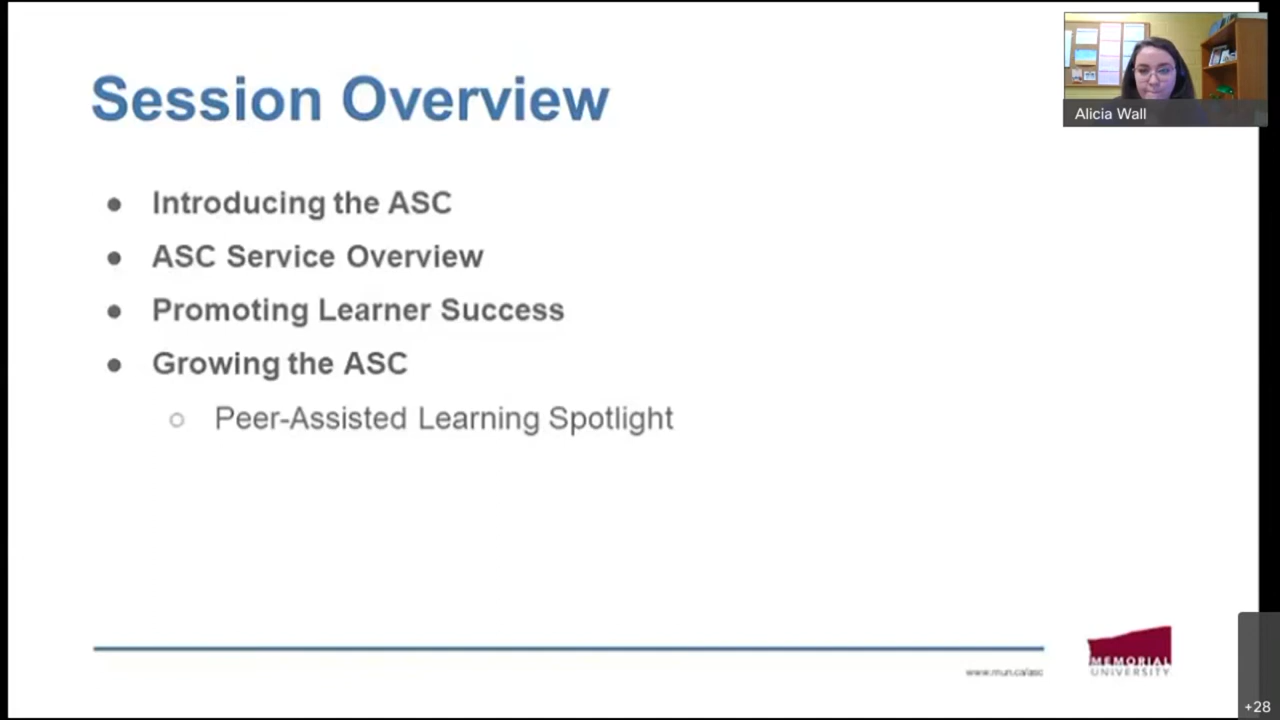 Session Overview
Alicia Wall
● Introducing the ASC
● ASC Service Overview
● Promoting Learner Success
● Growing the ASC
○ Peer-Assisted Learning Spotlight
www.mun.ca/asc
MEMORIAL
UNIVERSITY
+28